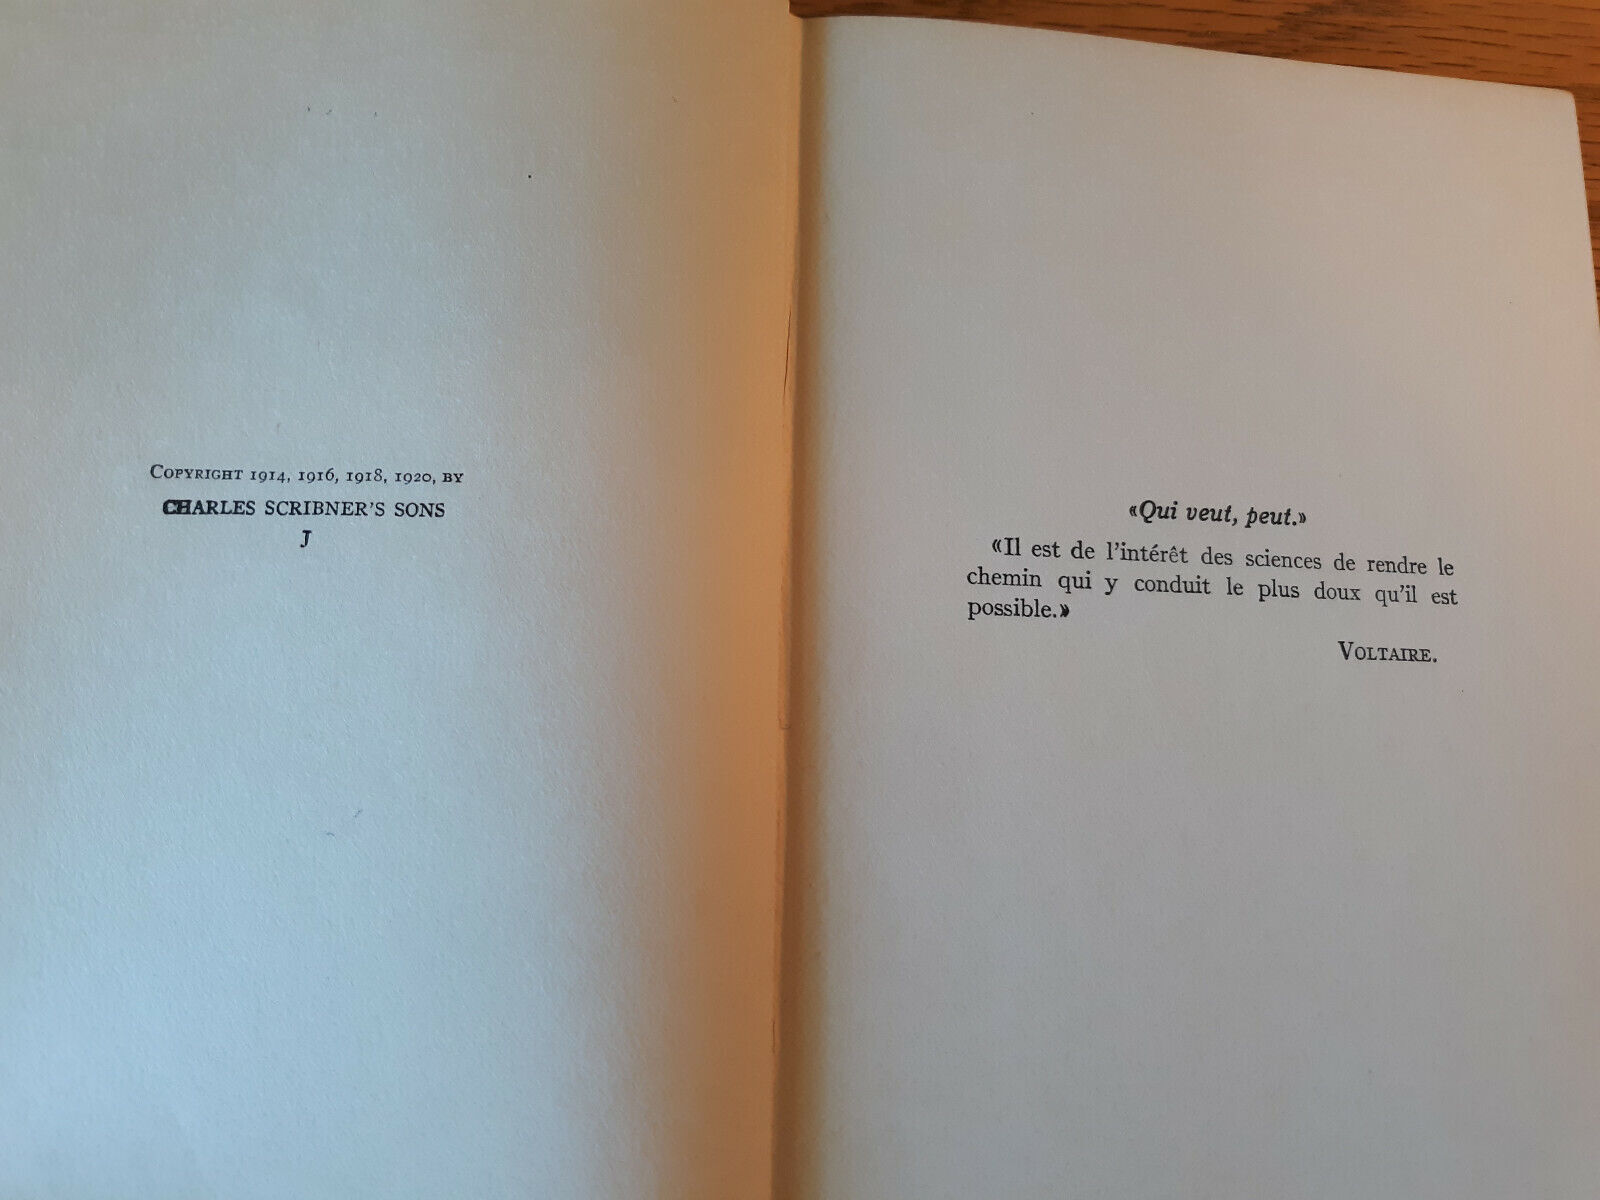 COPYRIGHT 1914, 1916, 1918, 1920, BY
CHARLES SCRIBNER'S SONS
J
«Qui veut, peut.»
«Il est de l'intérêt des sciences de rendre le
chemin qui y conduit le plus doux qu'il est
possible.»
VOLTAIRE.